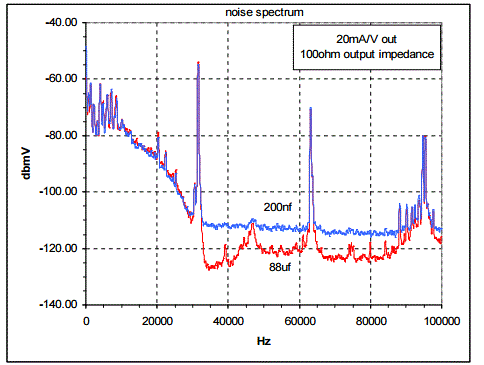 noise spectrum
20mA/V out
100ohm output impedance
-40.00
-60.00
-80.00
-100.00
-120.00
-140.00
dbmV
200nf
88uf
0
20000
40000
60000
80000
100000
Hz